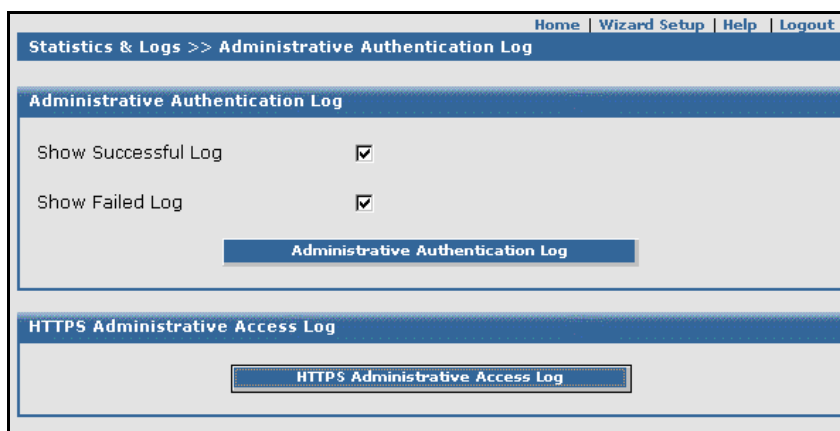 Home | Wizard Setup | Help | Logout
Statistics & Logs >> Administrative Authentication Log
Administrative Authentication Log
Show Successful Log
Show Failed Log
Administrative Authentication Log
HTTPS Administrative Access Log
HTTPS Administrative Access Log